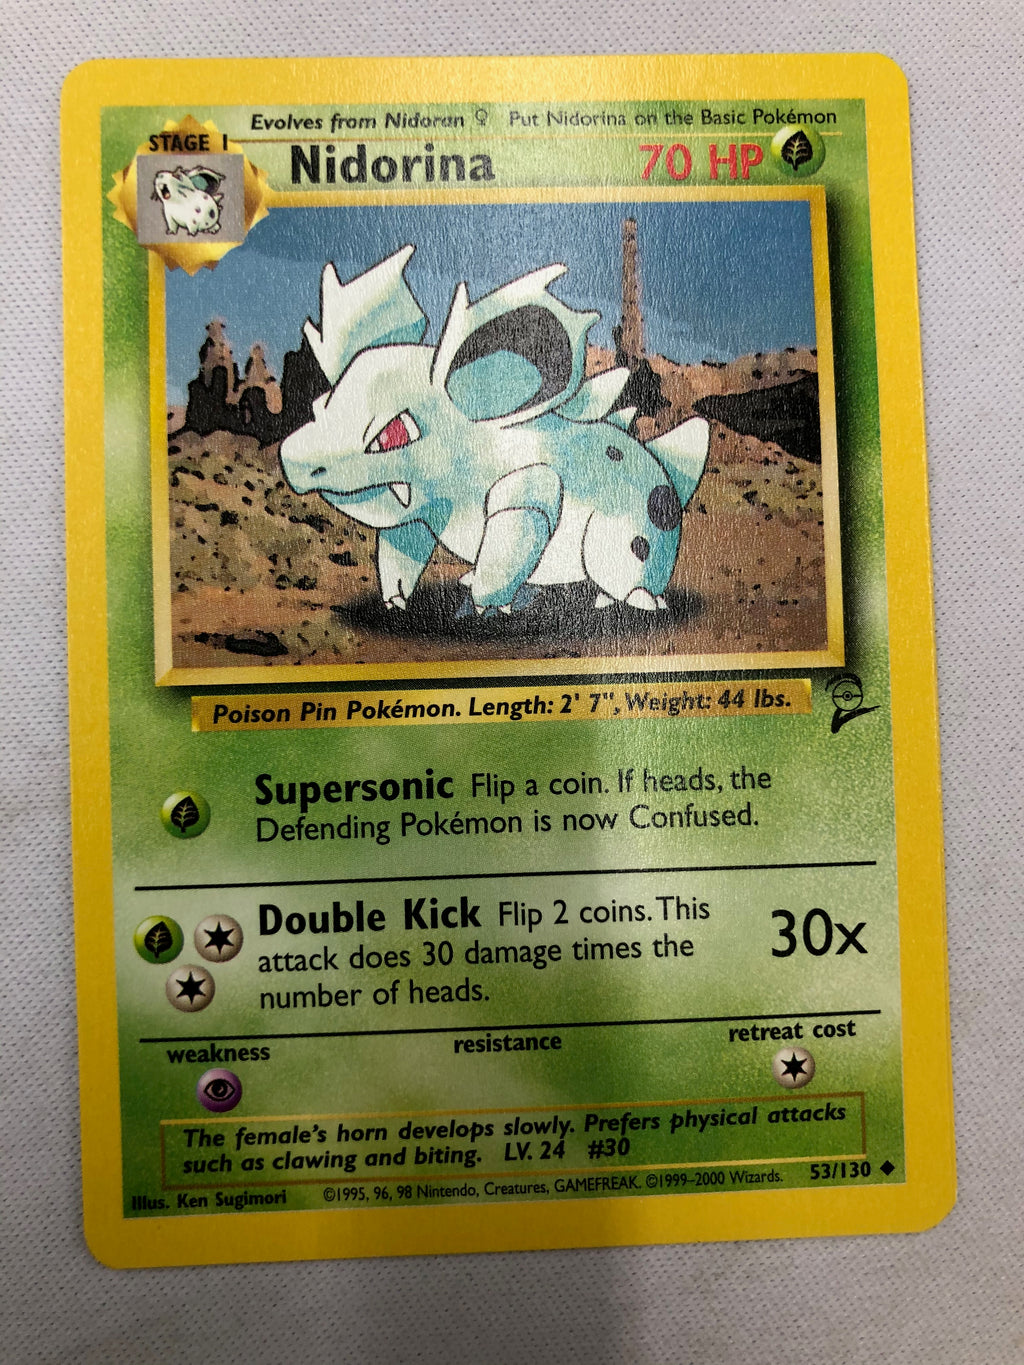 Evolves from Nidoran ♀ Put Nidorina on the Basic Pokémon
STAGE 1
Nidorina 70 HP
Poison Pin Pokémon. Length: 2' 7", Weight: 44 lbs.
Supersonic Flip a coin. If heads, the
Defending Pokémon is now Confused.
Double Kick Flip 2 coins. This
attack does 30 damage times the
number of heads.
30x
weakness resistance retreat cost
The female's horn develops slowly. Prefers physical attacks
such as clawing and biting. LV. 24 #30
Illus. Ken Sugimori ©1995, 96, 98 Nintendo, Creatures, GAMEFREAK. ©1999–2000 Wizards. 53/130 ◆